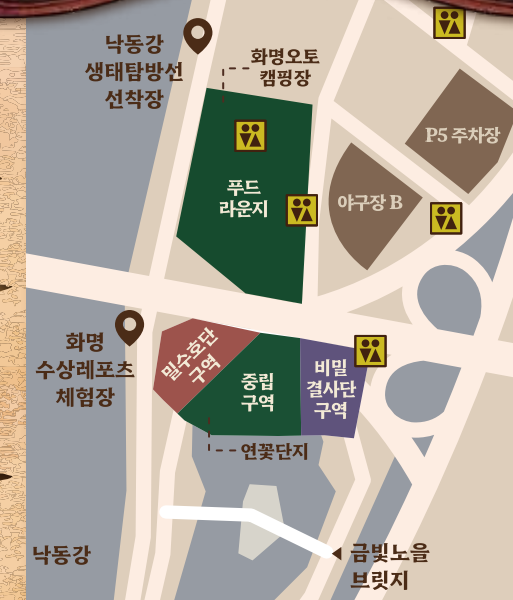 낙동강
생태탐방선
선착장
화명오토
캠핑장
P5 주차장
푸드
라운지
야구장 B
화명
수상레포츠
체험장
밀수호단
구역
중립
구역
비밀
결사단
구역
연꽃단지
낙동강
금빛노을
브릿지